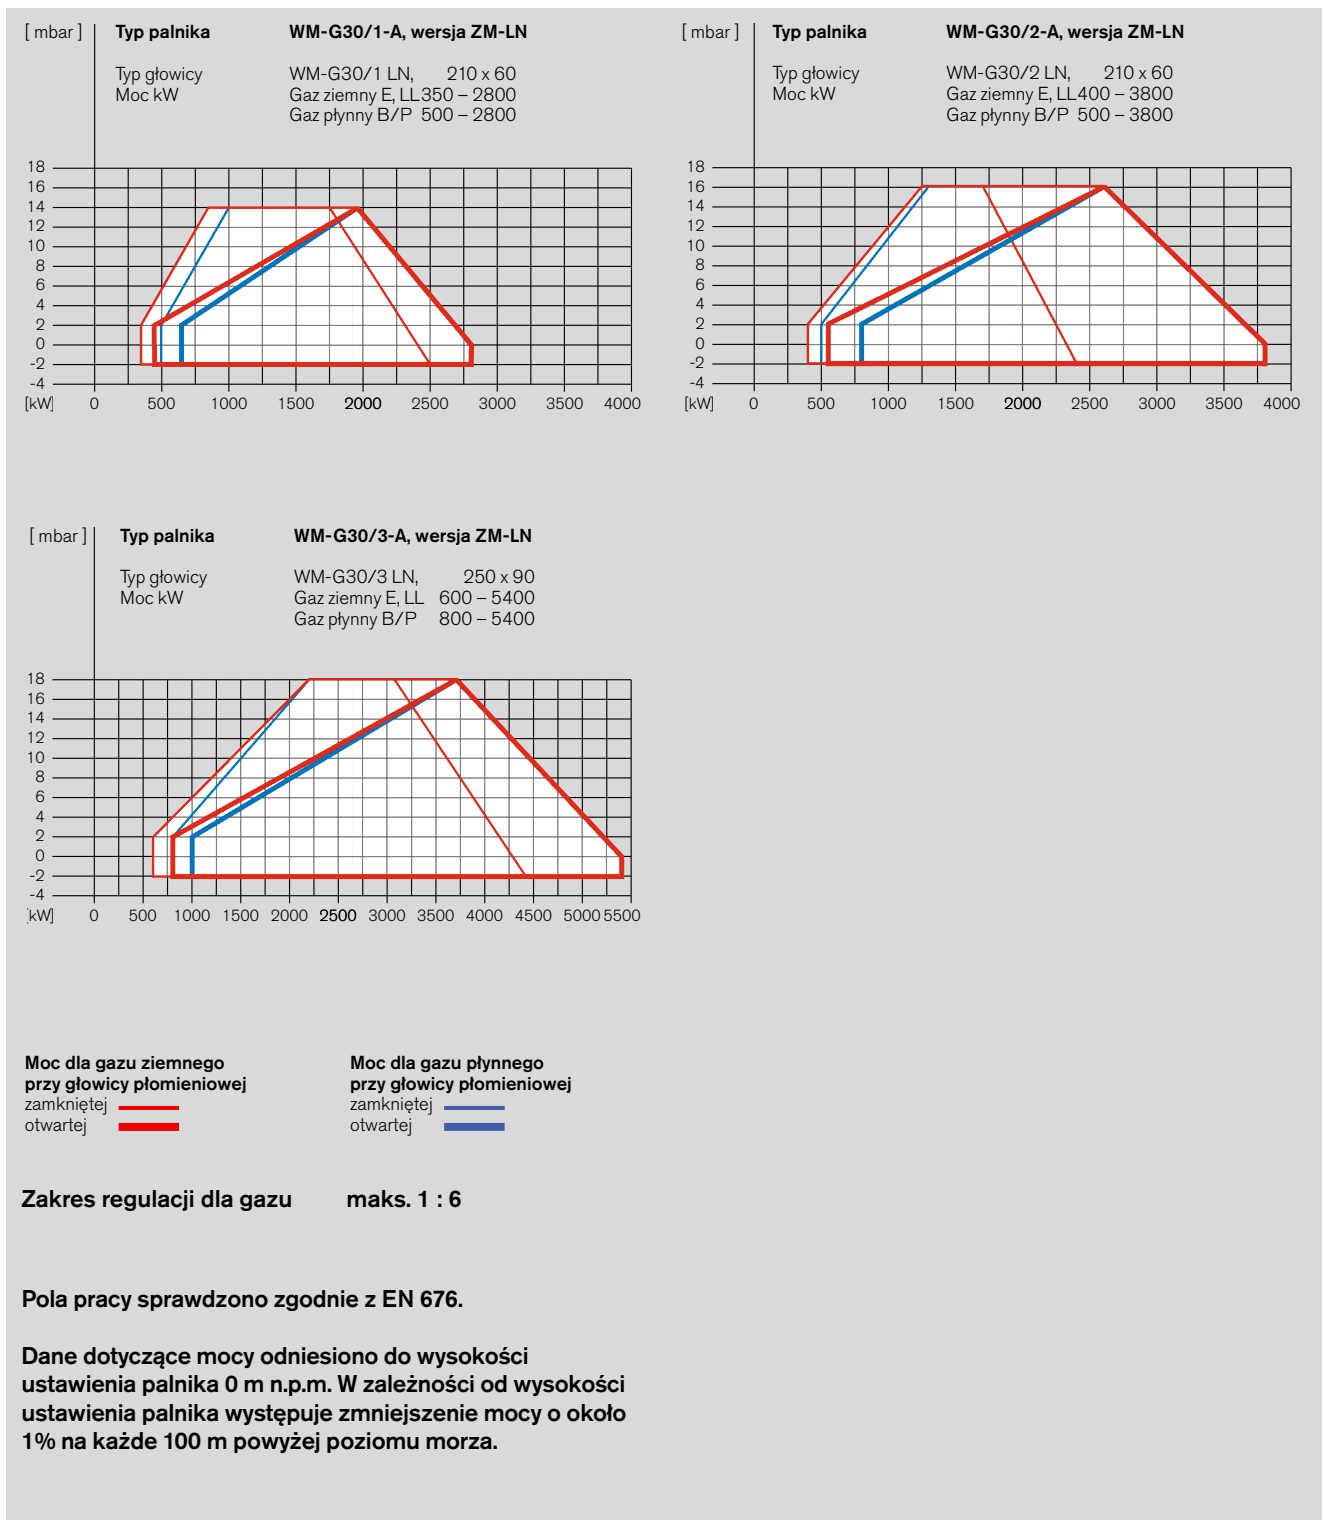 [ mbar ] Typ palnika WM-G30/1-A, wersja ZM-LN
Typ głowicy WM-G30/1 LN, 210 x 60
Moc kW Gaz ziemny E, LL 350 – 2800
Gaz płynny B/P 500 – 2800
18
16
14
12
10
8
6
4
2
0
-2
-4
[kW] 0 500 1000 1500 2000 2500 3000 3500 4000
[ mbar ] Typ palnika WM-G30/2-A, wersja ZM-LN
Typ głowicy WM-G30/2 LN, 210 x 60
Moc kW Gaz ziemny E, LL 400 – 3800
Gaz płynny B/P 500 – 3800
18
16
14
12
10
8
6
4
2
0
-2
-4
[kW] 0 500 1000 1500 2000 2500 3000 3500 4000
[ mbar ] Typ palnika WM-G30/3-A, wersja ZM-LN
Typ głowicy WM-G30/3 LN, 250 x 90
Moc kW Gaz ziemny E, LL 600 – 5400
Gaz płynny B/P 800 – 5400
18
16
14
12
10
8
6
4
2
0
-2
-4
[kW] 0 500 1000 1500 2000 2500 3000 3500 4000 4500 5000 5500
Moc dla gazu ziemnego
przy głowicy płomieniowej
zamkniętej
otwartej
Moc dla gazu płynnego
przy głowicy płomieniowej
zamkniętej
otwartej
Zakres regulacji dla gazu maks. 1 : 6
Pola pracy sprawdzono zgodnie z EN 676.
Dane dotyczące mocy odniesiono do wysokości
ustawienia palnika 0 m n.p.m. W zależności od wysokości
ustawienia palnika występuje zmniejszenie mocy o około
1% na każde 100 m powyżej poziomu morza.